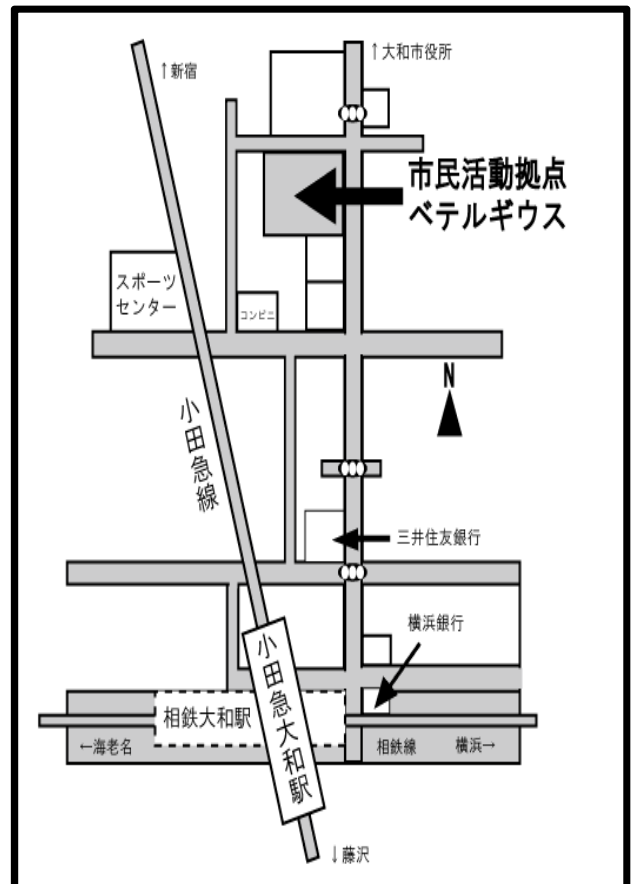 ↑新宿
↑大和市役所
市民活動拠点
ベテルギウス
スポーツ
センター
コンビニ
N
小田急線
三井住友銀行
横浜銀行
小田急大和駅
相鉄大和駅
←海老名
相鉄線
横浜→
↓藤沢